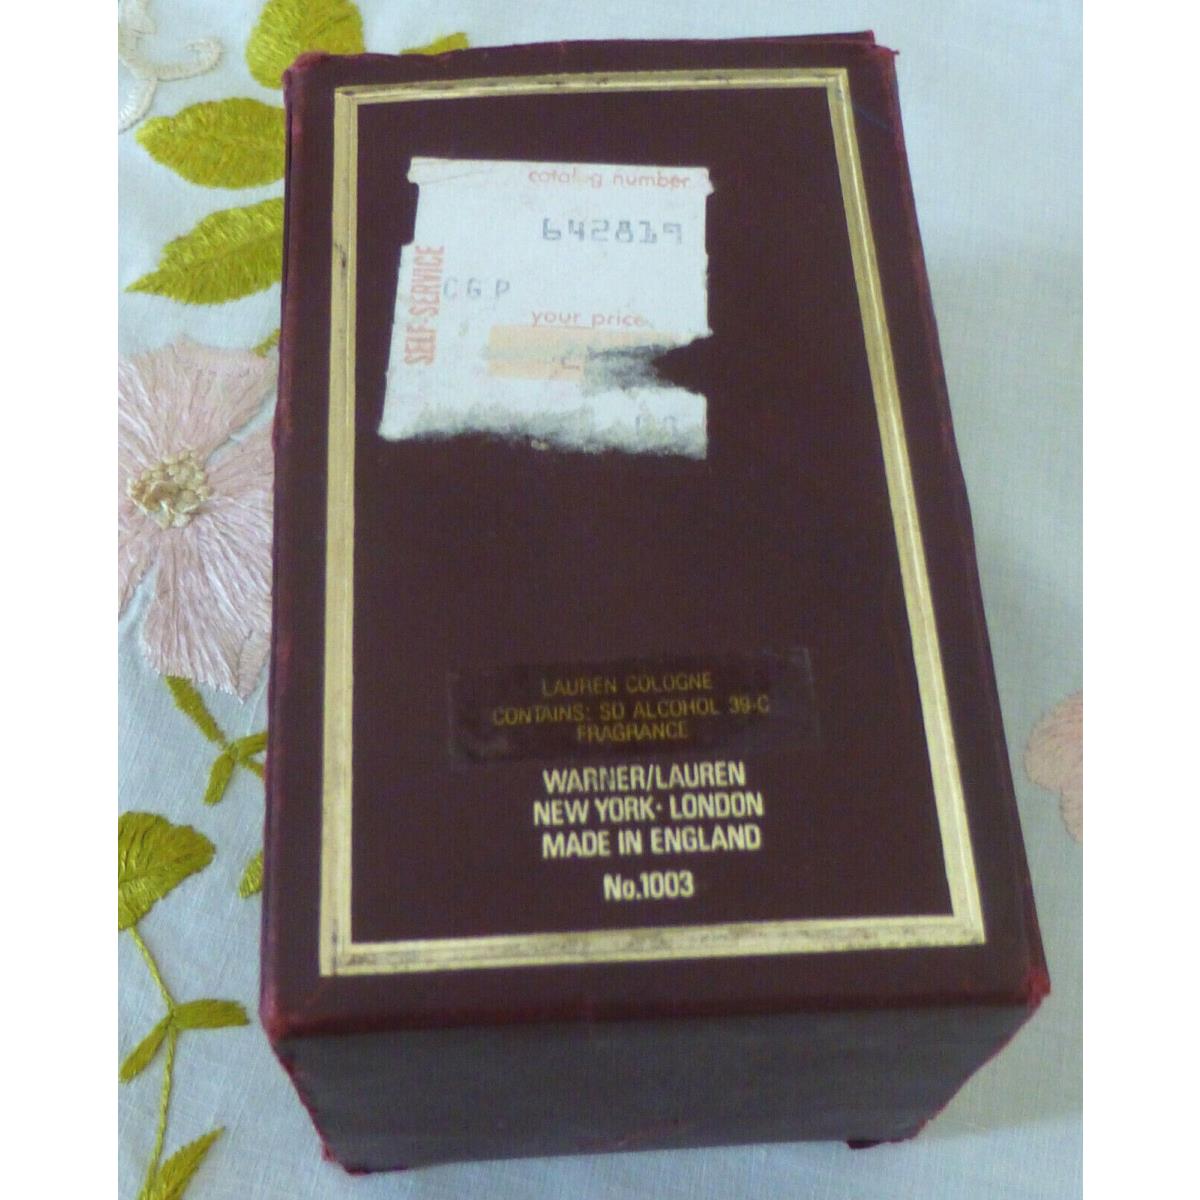 catalog number
642819
SELF-SERVICE
CGP
your price
LAUREN COLOGNE
CONTAINS: SD ALCOHOL 39-C
FRAGRANCE
WARNER/LAUREN
NEW YORK· LONDON
MADE IN ENGLAND
No.1003